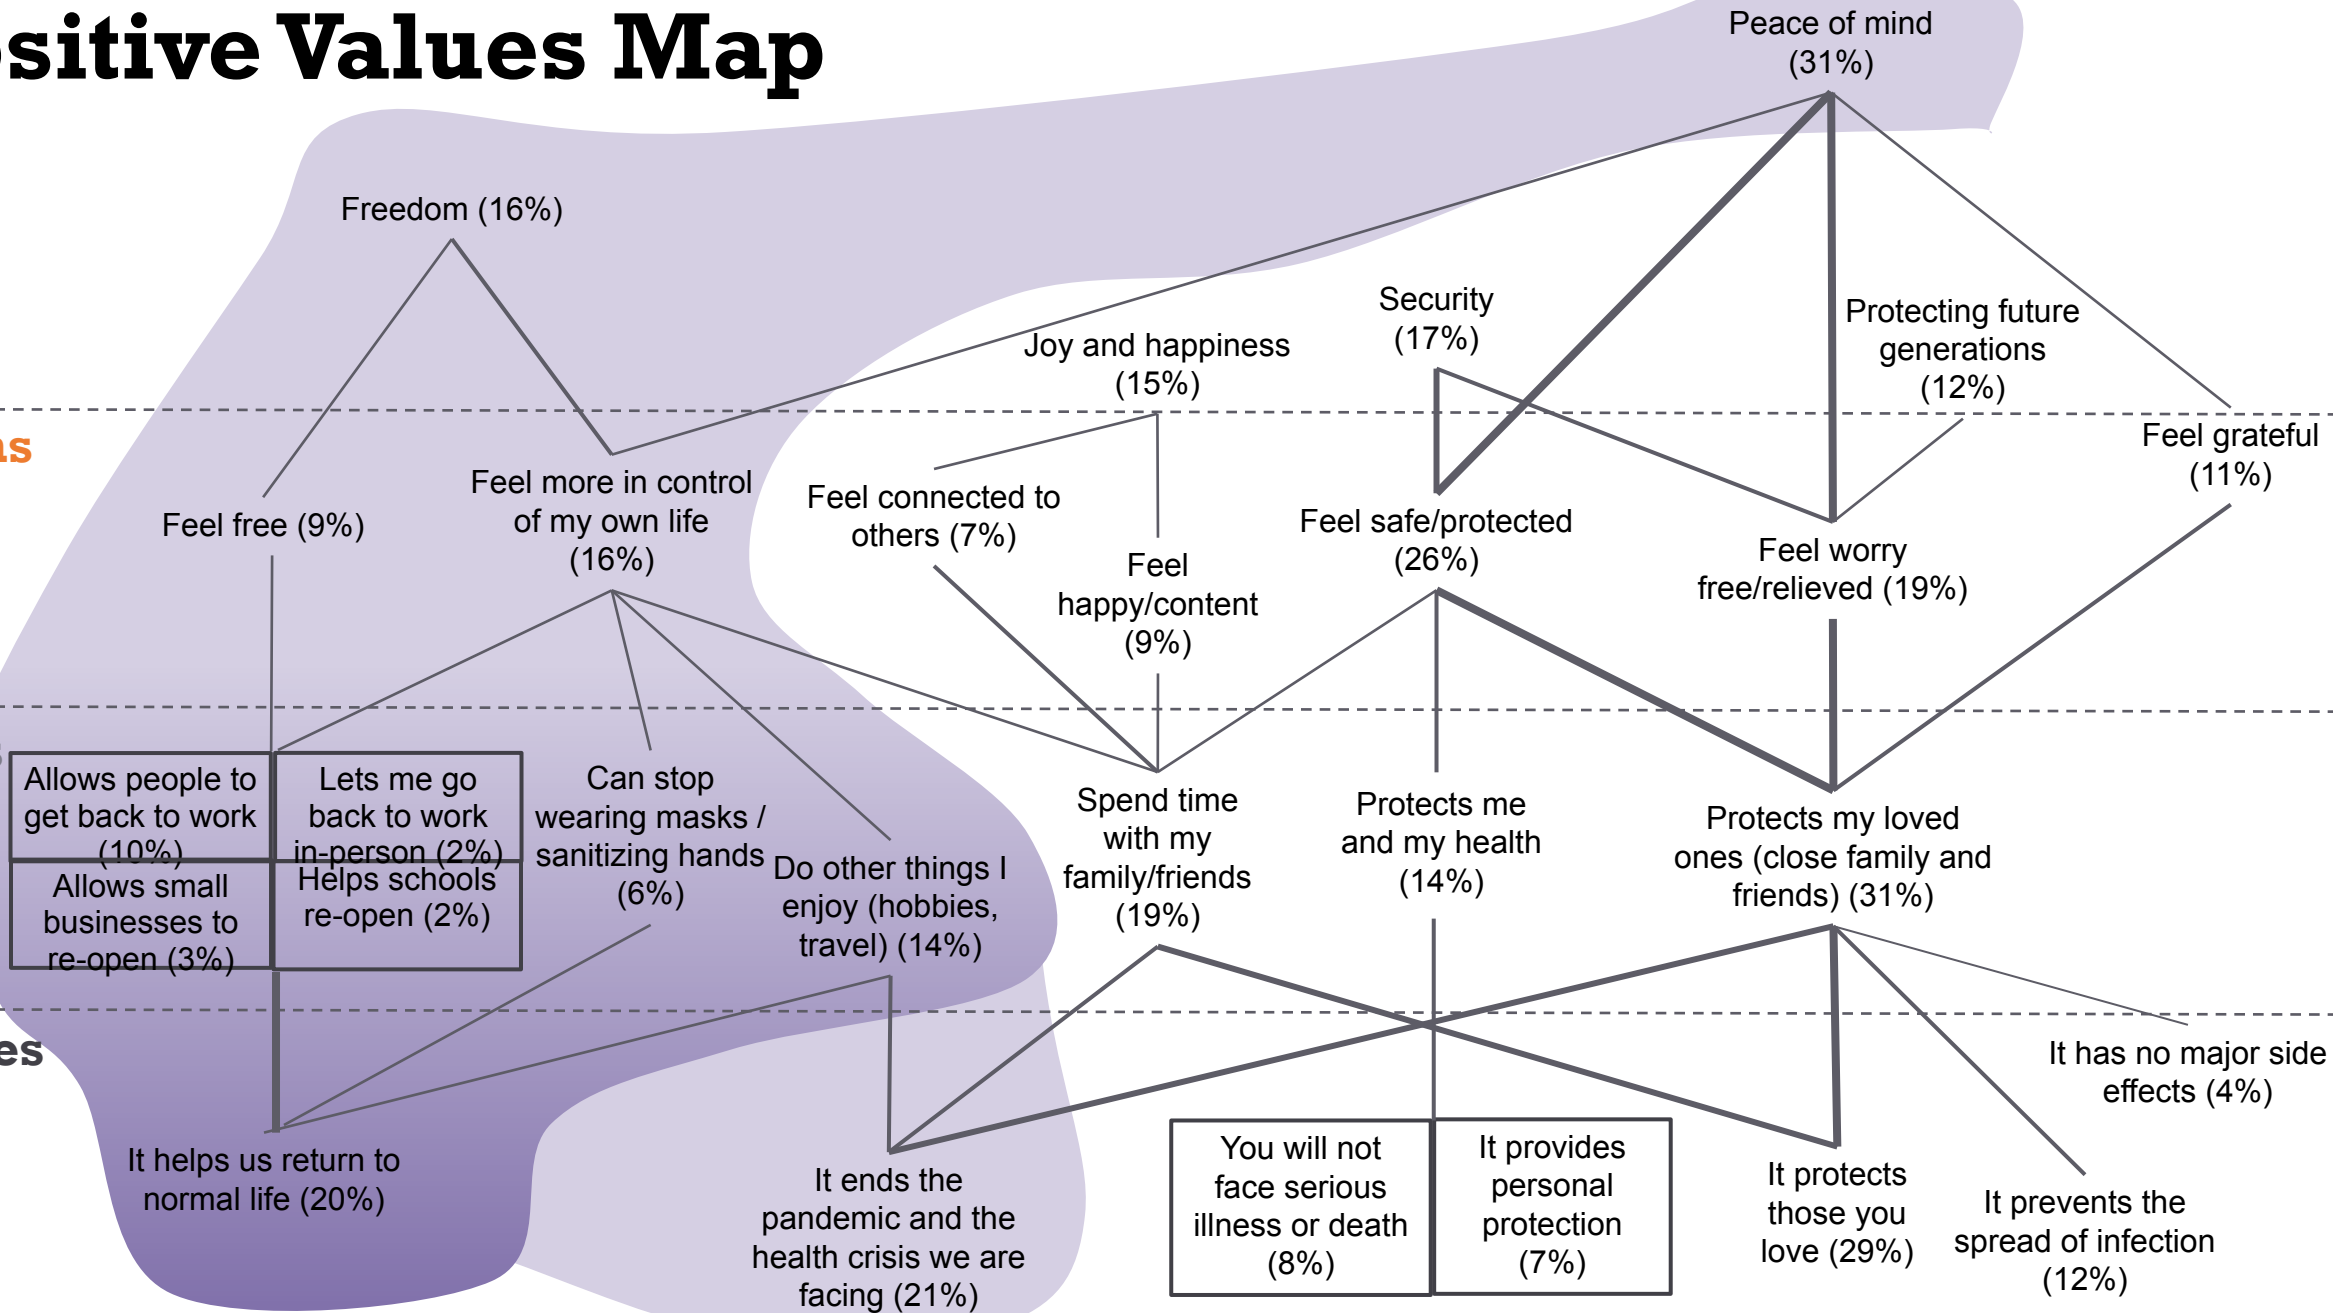 sitive Values Map
Peace of mind
(31%)
Freedom (16%)
Security
(17%)
Protecting future
generations
(12%)
Joy and happiness
(15%)
Feel grateful
(11%)
Feel more in control
of my own life
(16%)
Feel free (9%)
Feel connected to
others (7%)
Feel safe/protected
(26%)
Feel
happy/content
(9%)
Feel worry
free/relieved (19%)
Allows people to
get back to work
(10%)
Lets me go
back to work
in-person (2%)
Allows small
businesses to
re-open (3%)
Helps schools
re-open (2%)
Can stop
wearing masks /
sanitizing hands
(6%)
Do other things I
enjoy (hobbies,
travel) (14%)
Spend time
with my
family/friends
(19%)
Protects me
and my health
(14%)
Protects my loved
ones (close family and
friends) (31%)
es
It has no major side
effects (4%)
It helps us return to
normal life (20%)
It ends the
pandemic and the
health crisis we are
facing (21%)
You will not
face serious
illness or death
(8%)
It provides
personal
protection
(7%)
It protects
those you
love (29%)
It prevents the
spread of infection
(12%)